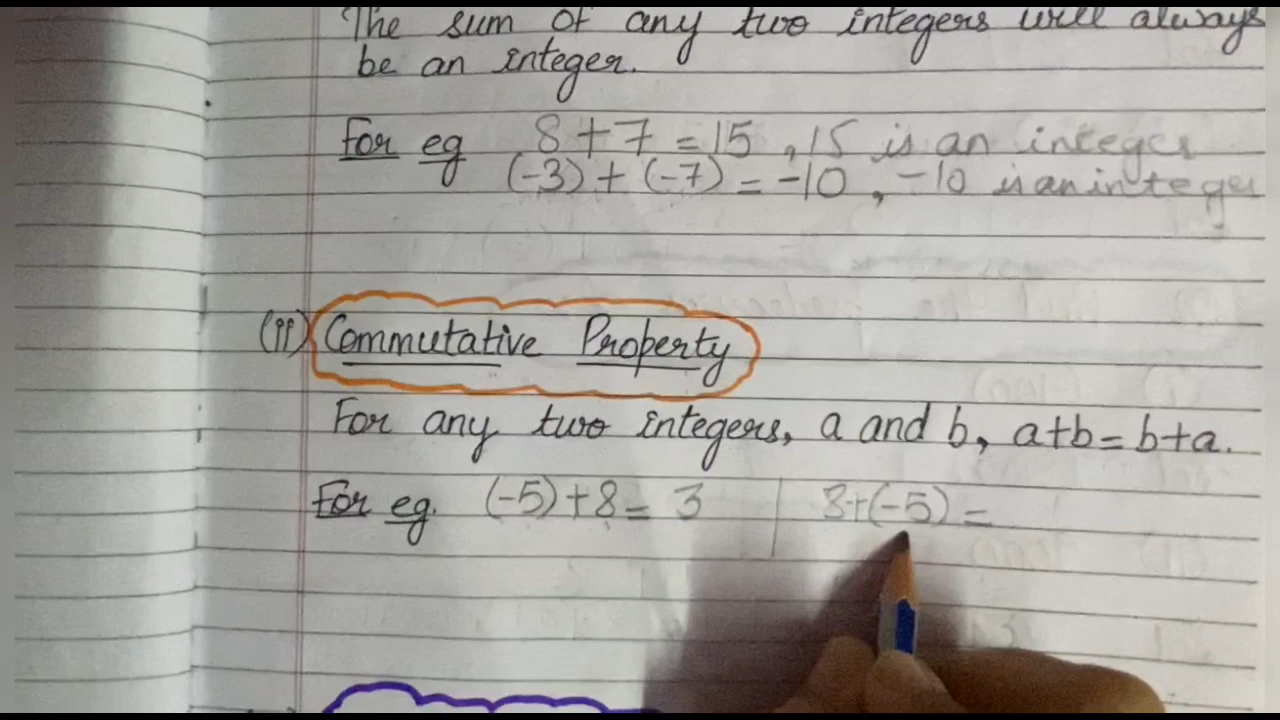 The sum of any two integers will always
be an integer.
For eg 8+7=15, 15 is an integer
(-3) + (-7) = -10, -10 is an integer
(ii) Commutative Property
For any two integers, a and b, a+b=b+a.
For eg. (-5)+8= 3 | 8+(-5) =